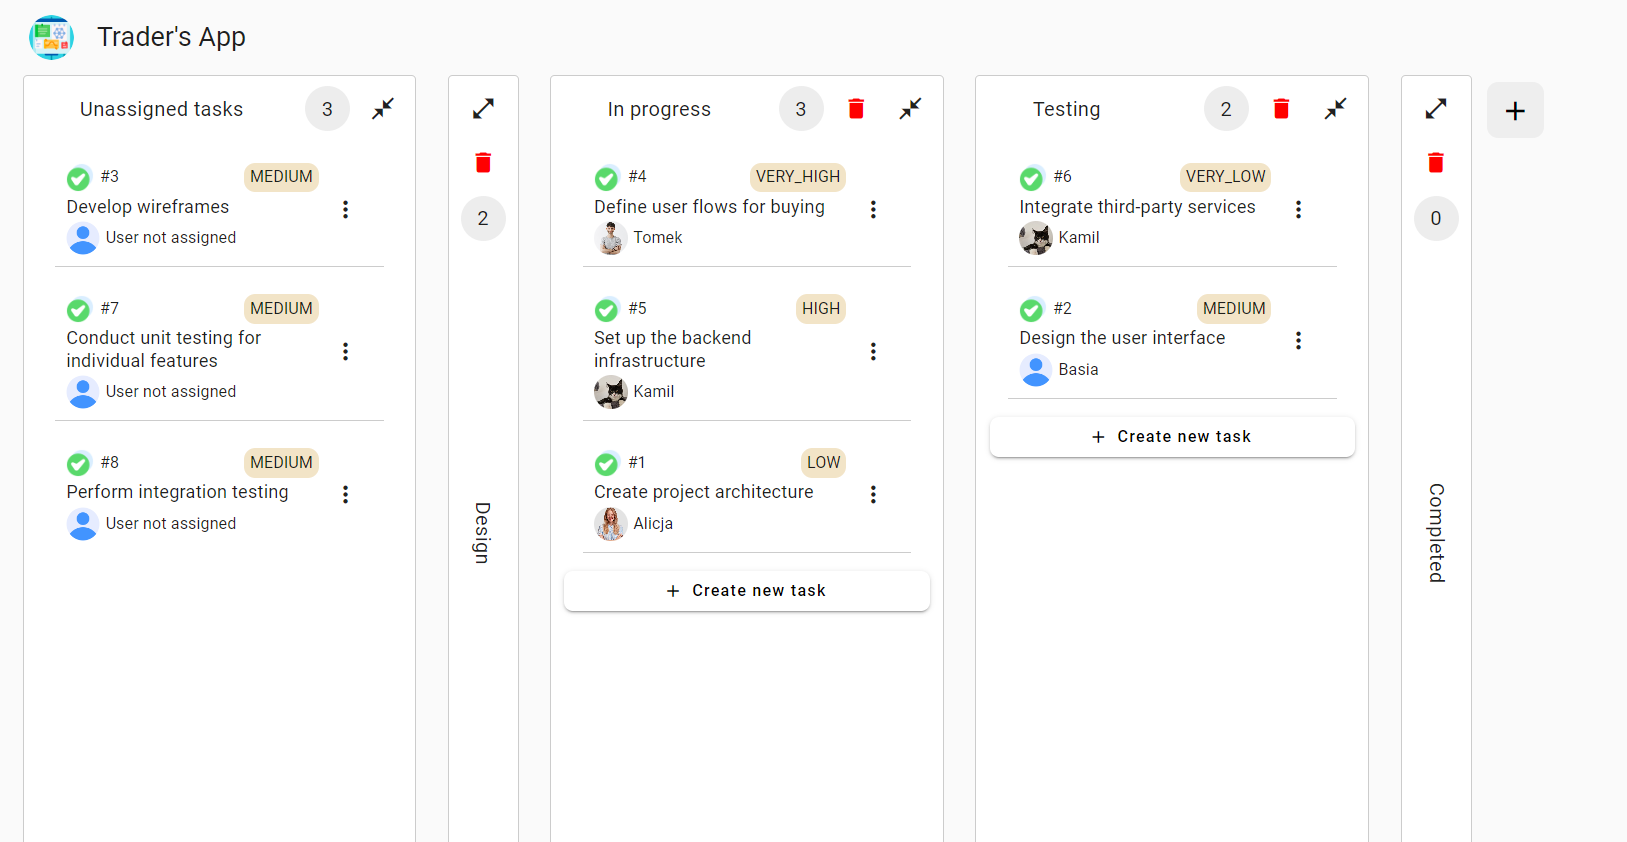 Trader's App
Unassigned tasks 3
#3 MEDIUM
Develop wireframes
User not assigned
#7 MEDIUM
Conduct unit testing for
individual features
User not assigned
#8 MEDIUM
Perform integration testing
User not assigned
2
Design
In progress 3
#4 VERY_HIGH
Define user flows for buying
Tomek
#5 HIGH
Set up the backend
infrastructure
Kamil
#1 LOW
Create project architecture
Alicja
+ Create new task
Testing 2
#6 VERY_LOW
Integrate third-party services
Kamil
#2 MEDIUM
Design the user interface
Basia
+ Create new task
0
Completed
+